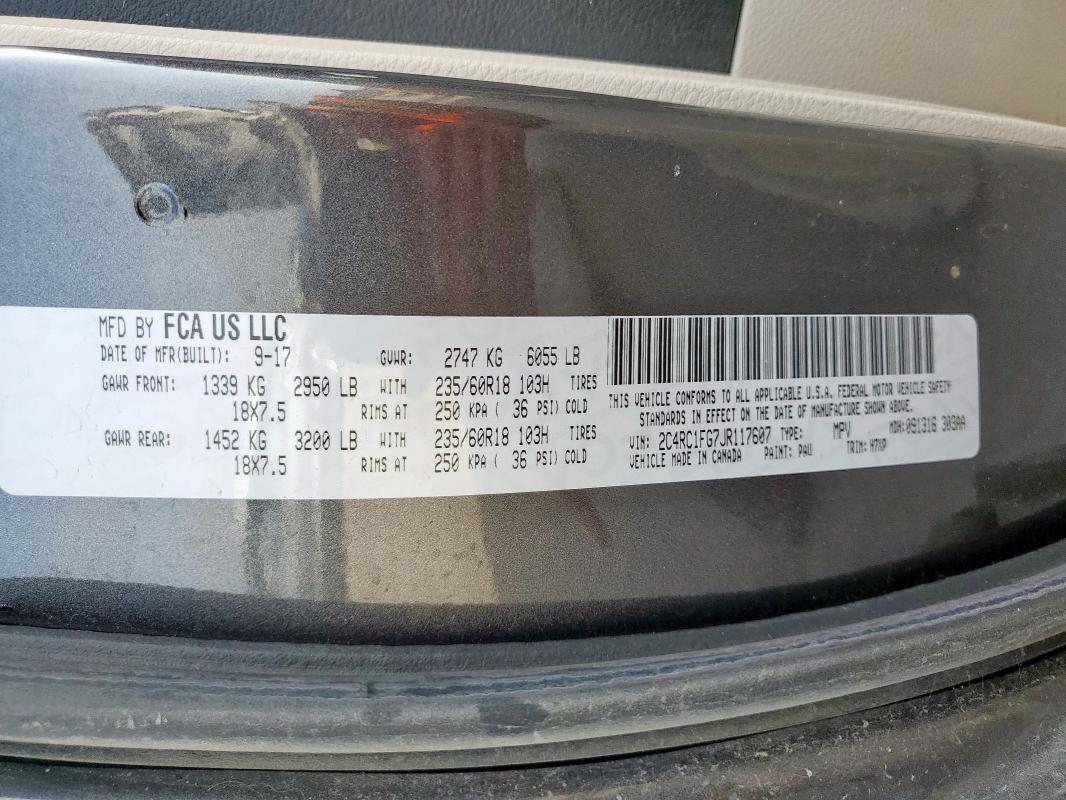 MFD BY FCA US LLC
DATE OF MFR(BUILT): 9-17 GVWR: 2747 KG 6055 LB
GAWR FRONT: 1339 KG 2950 LB WITH 235/60R18 103H TIRES
18X7.5 RIMS AT 250 KPA ( 36 PSI) COLD
GAWR REAR: 1452 KG 3200 LB WITH 235/60R18 103H TIRES
18X7.5 RIMS AT 250 KPA ( 36 PSI) COLD
THIS VEHICLE CONFORMS TO ALL APPLICABLE U.S.A. FEDERAL MOTOR VEHICLE SAFETY
STANDARDS IN EFFECT ON THE DATE OF MANUFACTURE SHOWN ABOVE.
VIN: 2C4RC1FG7JR117607 TYPE: MPV MDH: 091316 303AA
VEHICLE MADE IN CANADA PAINT: PAU TRIM: H7XP